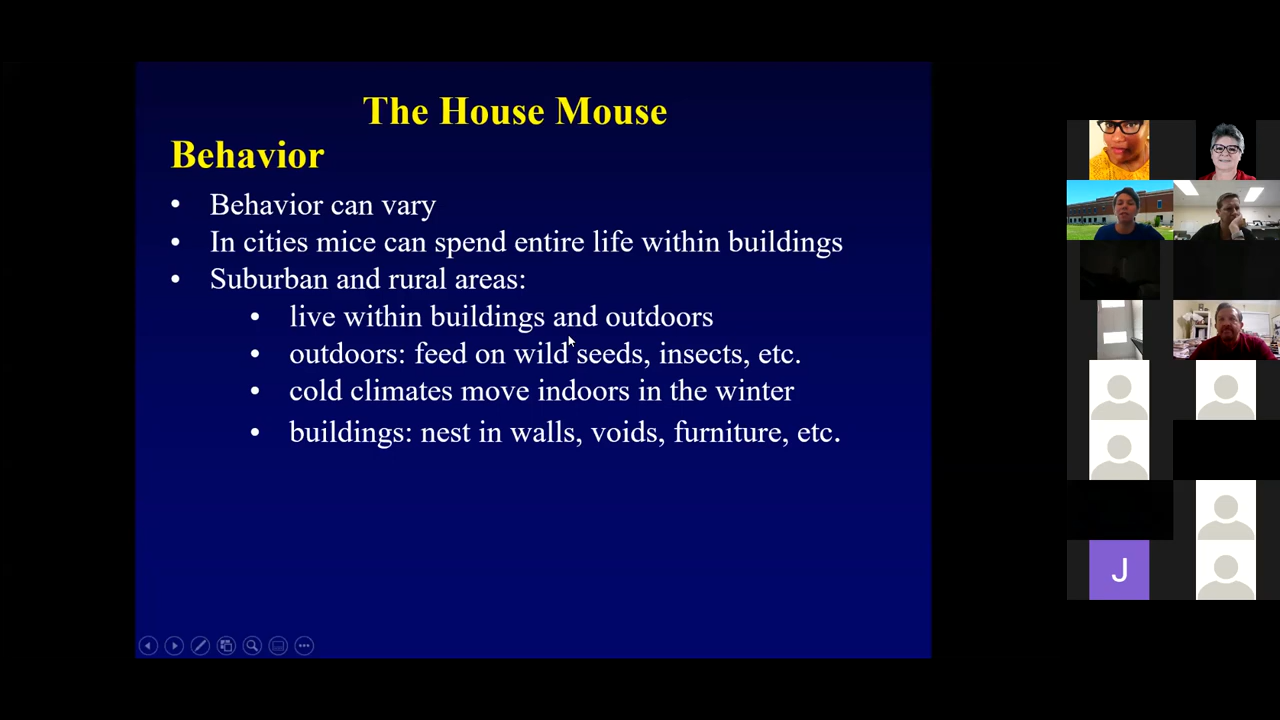 The House Mouse
Behavior
• Behavior can vary
• In cities mice can spend entire life within buildings
• Suburban and rural areas:
• live within buildings and outdoors
• outdoors: feed on wild seeds, insects, etc.
• cold climates move indoors in the winter
• buildings: nest in walls, voids, furniture, etc.
J